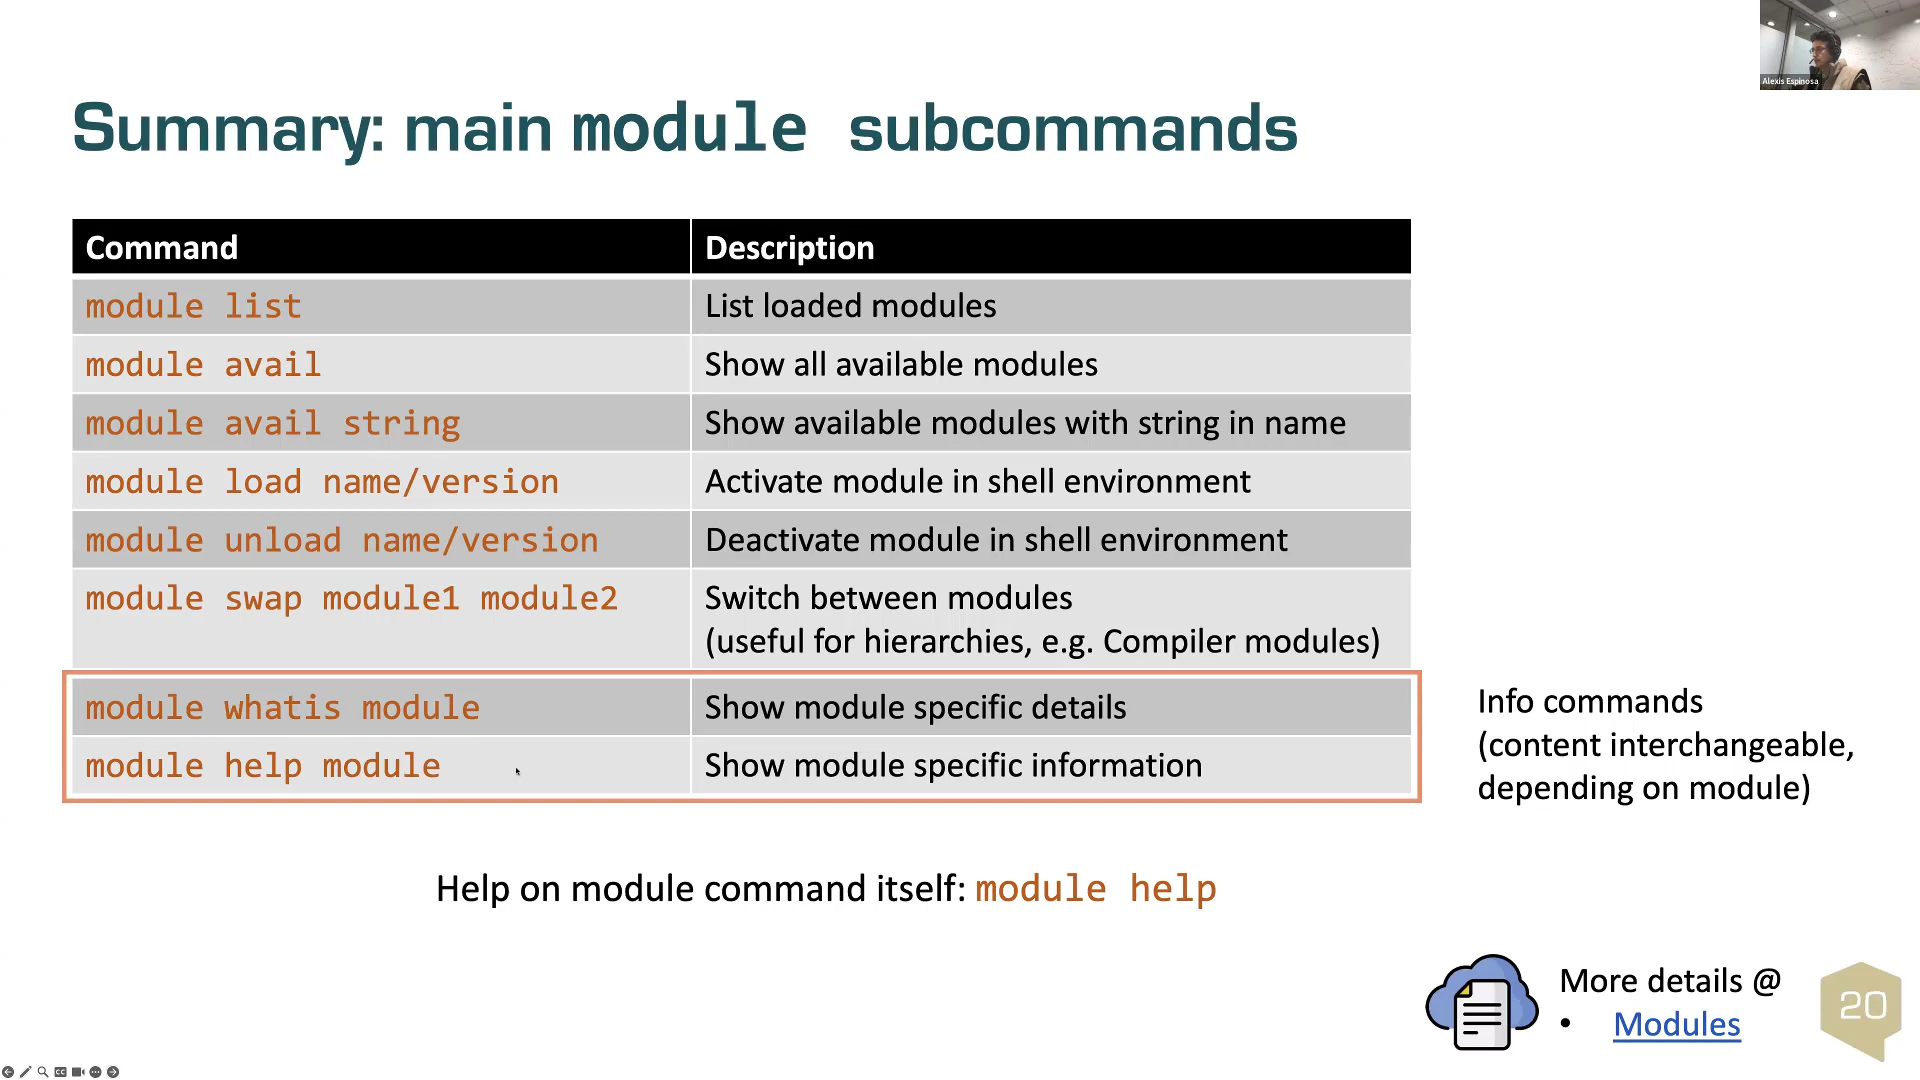 Alexis Espinosa
Summary: main module subcommands
Command Description
module list List loaded modules
module avail Show all available modules
module avail string Show available modules with string in name
module load name/version Activate module in shell environment
module unload name/version Deactivate module in shell environment
module swap module1 module2 Switch between modules
(useful for hierarchies, e.g. Compiler modules)
module whatis module Show module specific details
module help module Show module specific information
Info commands
(content interchangeable,
depending on module)
Help on module command itself: module help
More details @
• Modules
20